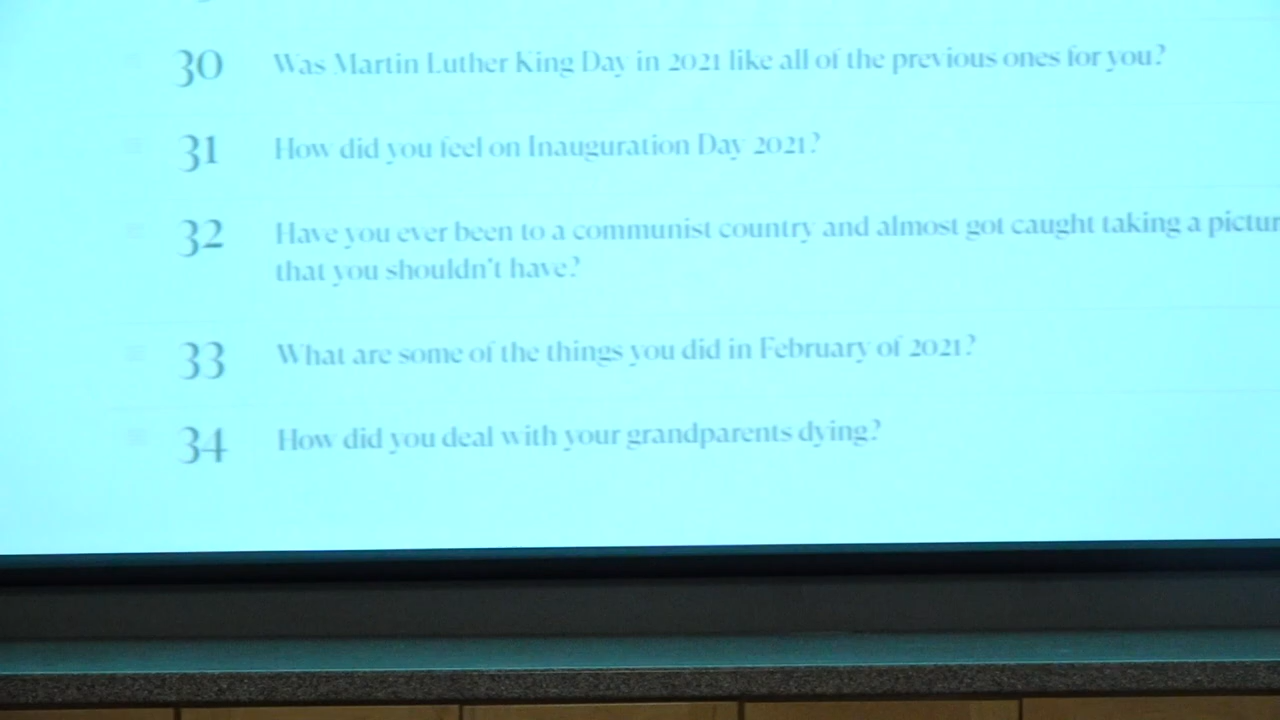 30 Was Martin Luther King Day in 2021 like all of the previous ones for you?
31 How did you feel on Inauguration Day 2021?
32 Have you ever been to a communist country and almost got caught taking a pictur
that you shouldn't have?
33 What are some of the things you did in February of 2021?
34 How did you deal with your grandparents dying?